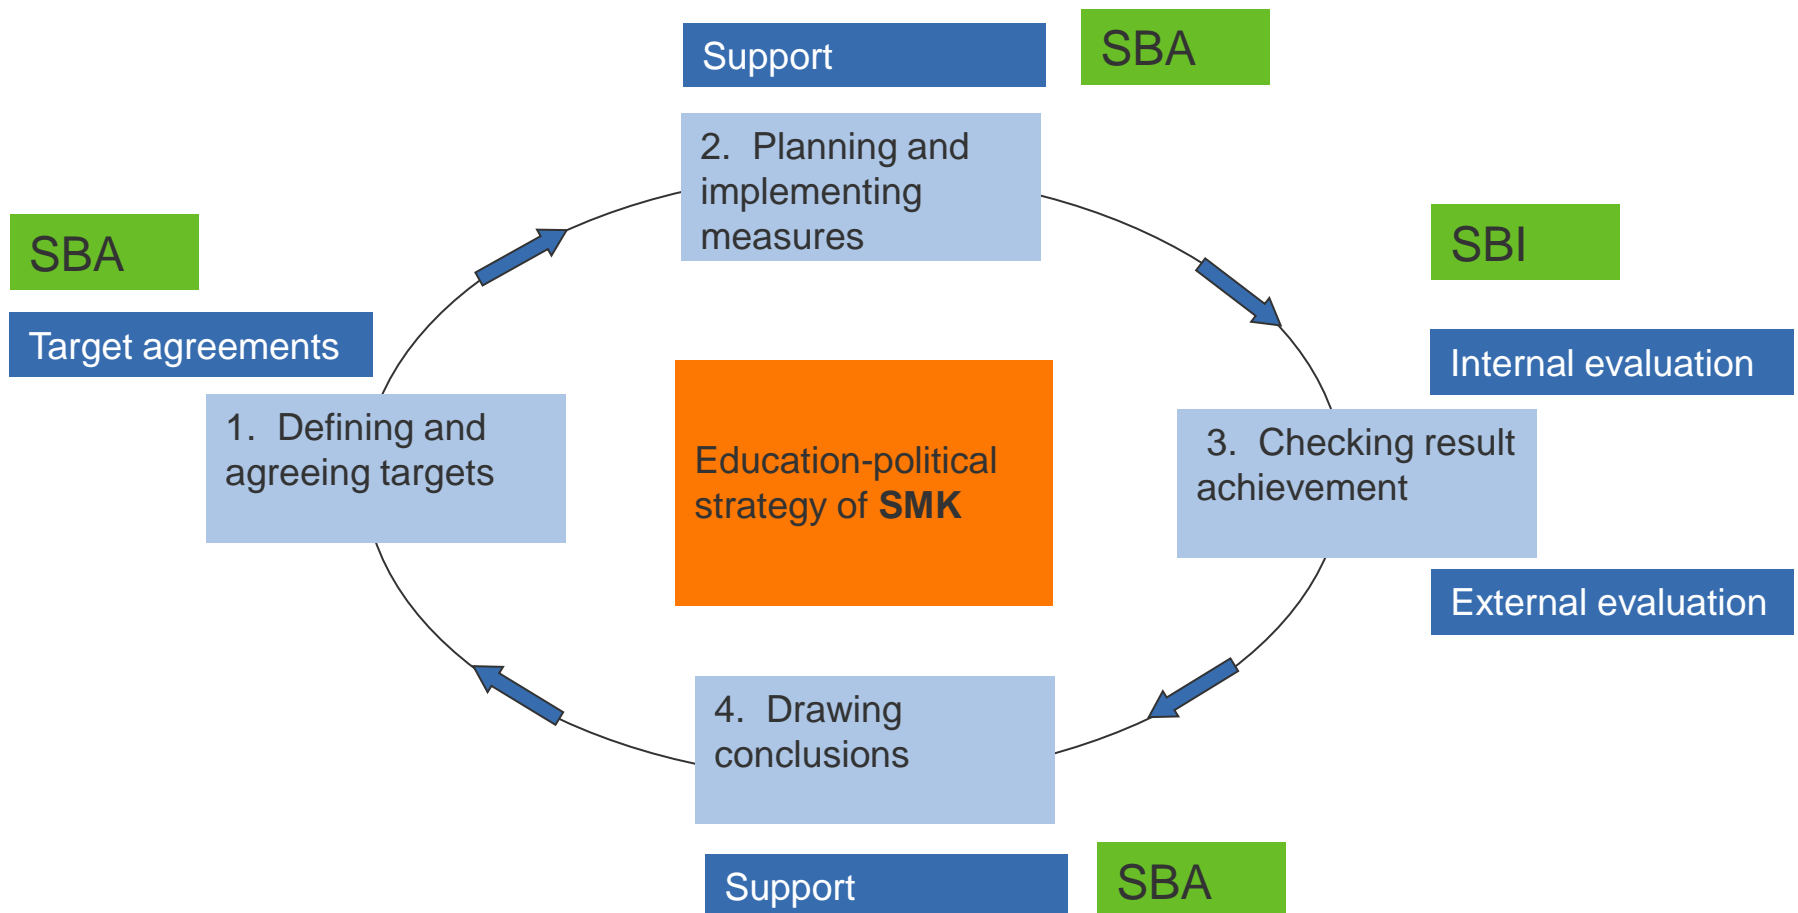 Support
SBA
2. Planning and
implementing
measures
SBA
Target agreements
1. Defining and
agreeing targets
Education-political
strategy of SMK
SBI
Internal evaluation
3. Checking result
achievement
External evaluation
4. Drawing
conclusions
Support
SBA